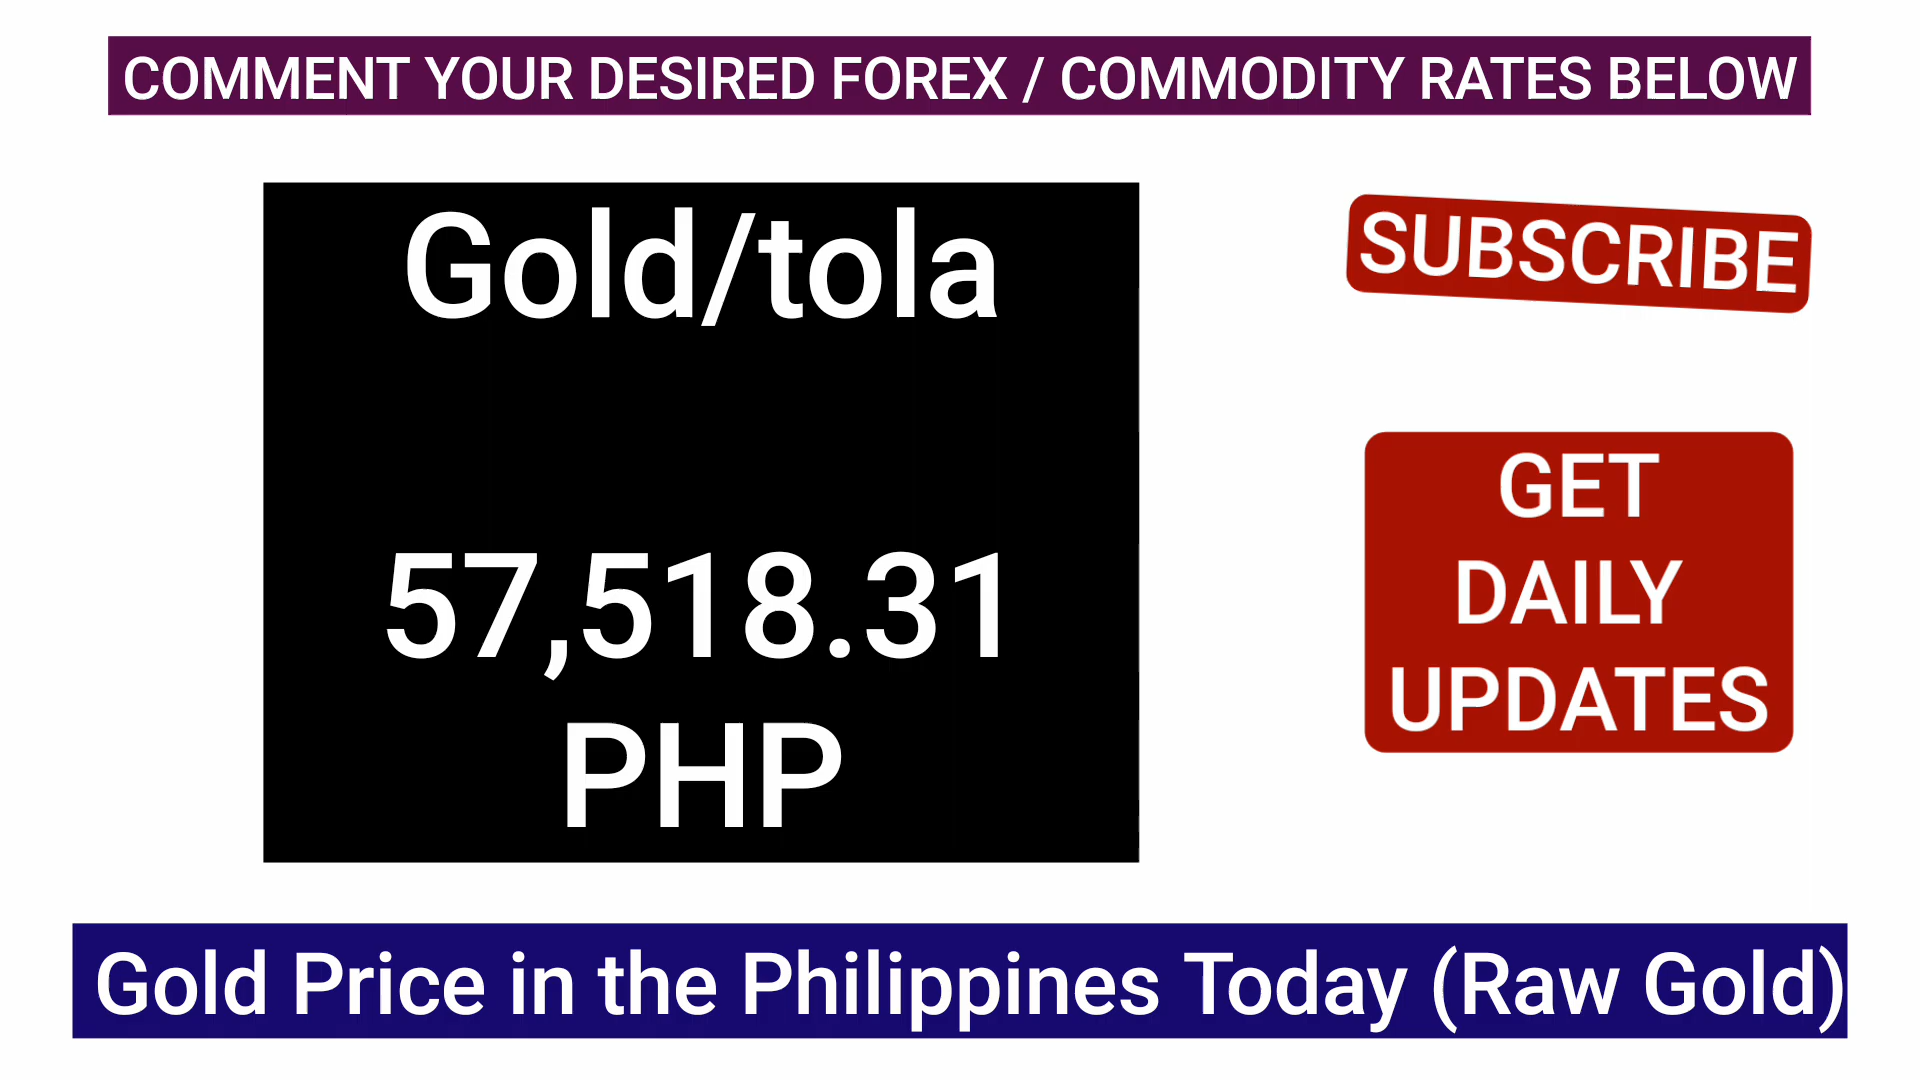 COMMENT YOUR DESIRED FOREX / COMMODITY RATES BELOW
Gold/tola
57,518.31
PHP
SUBSCRIBE
GET
DAILY
UPDATES
Gold Price in the Philippines Today (Raw Gold)